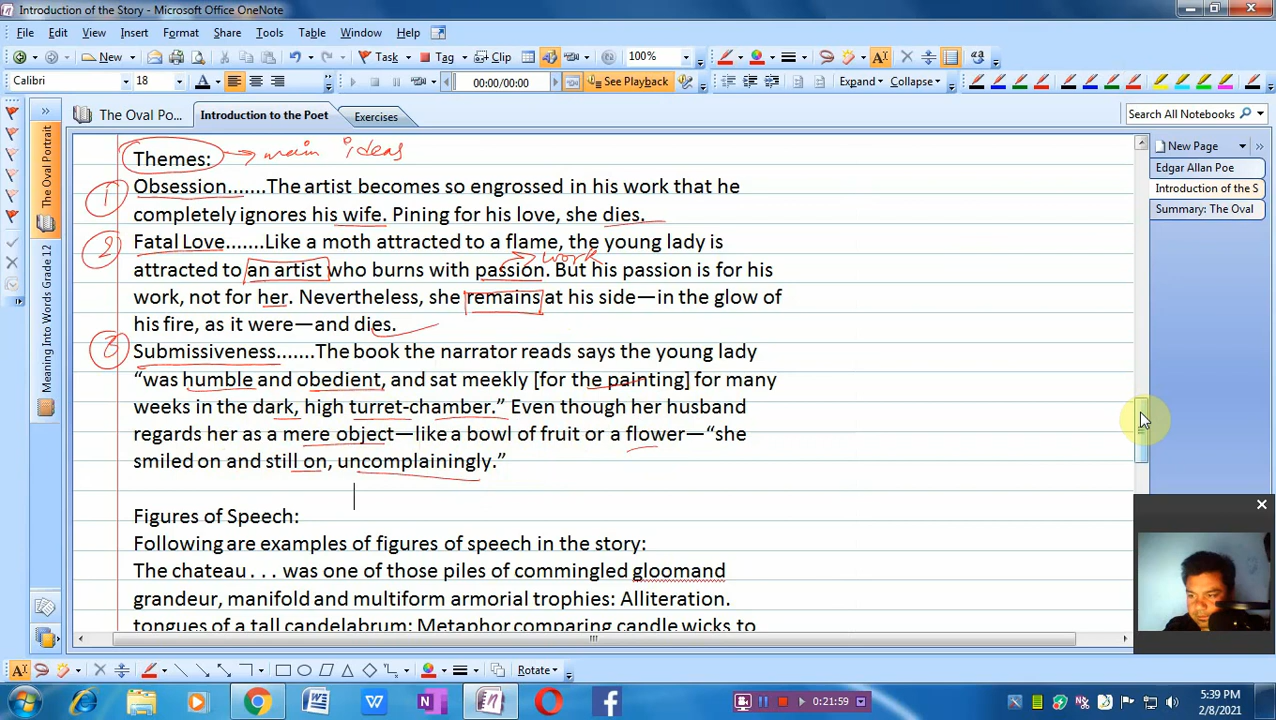 Introduction of the Story - Microsoft Office OneNote
File Edit View Insert Format Share Tools Table Window Help
New Task Tag Clip 100%
Calibri 18 00:00/00:00 See Playback Expand Collapse
The Oval Po... Introduction to the Poet Exercises Search All Notebooks
New Page
Edgar Allan Poe
Introduction of the S
Summary: The Oval
The Oval Portrait
Meaning Into Words Grade 12
Themes: main ideas
1 Obsession.......The artist becomes so engrossed in his work that he
completely ignores his wife. Pining for his love, she dies.
2 Fatal Love.......Like a moth attracted to a flame, the young lady is
work
attracted to an artist who burns with passion. But his passion is for his
work, not for her. Nevertheless, she remains at his side—in the glow of
his fire, as it were—and dies.
3 Submissiveness.......The book the narrator reads says the young lady
“was humble and obedient, and sat meekly [for the painting] for many
weeks in the dark, high turret-chamber.” Even though her husband
regards her as a mere object—like a bowl of fruit or a flower—“she
smiled on and still on, uncomplainingly.”
Figures of Speech:
Following are examples of figures of speech in the story:
The chateau . . . was one of those piles of commingled gloomand
grandeur, manifold and multiform armorial trophies: Alliteration.
tongues of a tall candelabrum: Metaphor comparing candle wicks to
Rotate
0:21:59
5:39 PM
2/8/2021